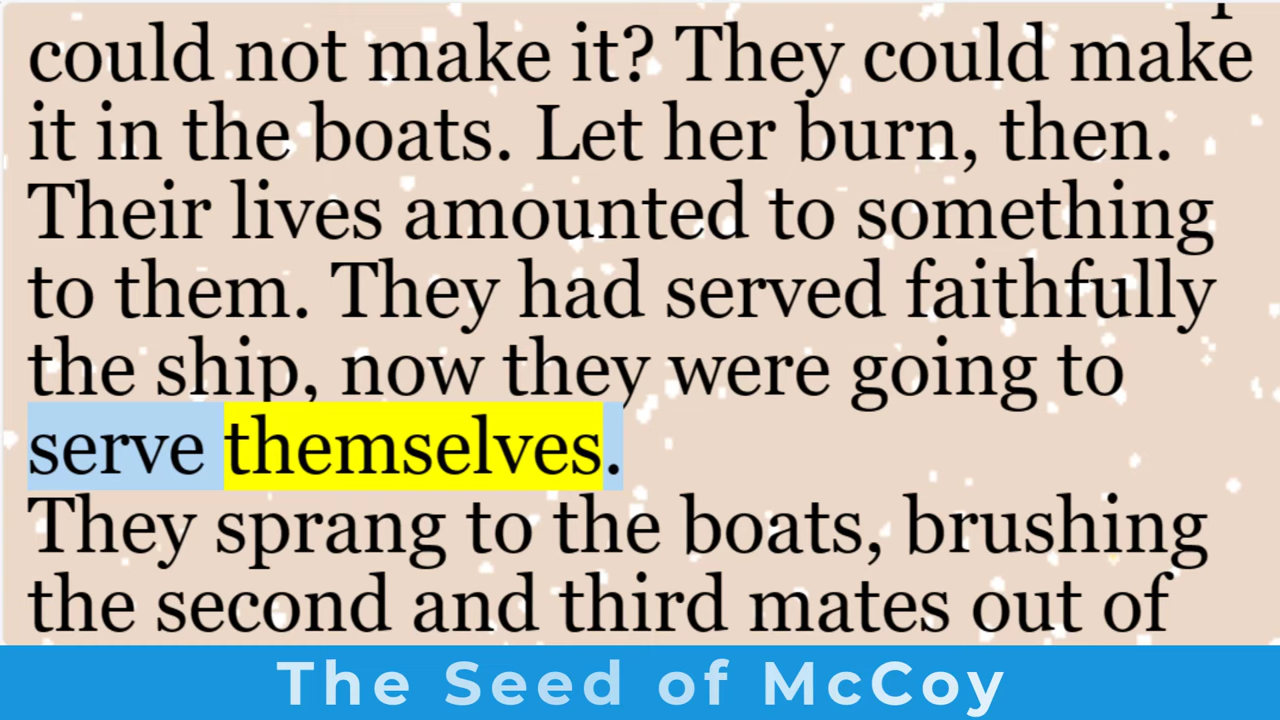 could not make it? They could make
it in the boats. Let her burn, then.
Their lives amounted to something
to them. They had served faithfully
the ship, now they were going to
serve themselves.
They sprang to the boats, brushing
the second and third mates out of
The Seed of McCoy